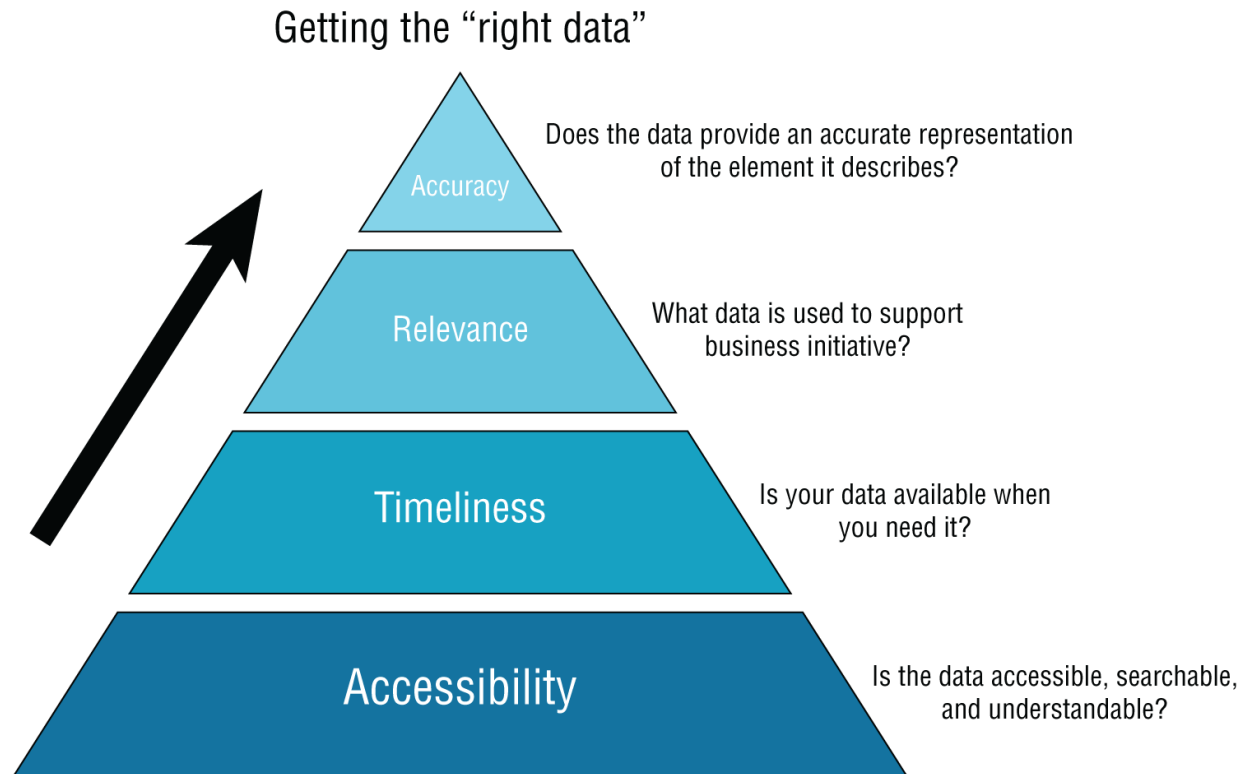 Getting the “right data”
Accuracy
Does the data provide an accurate representation
of the element it describes?
Relevance
What data is used to support
business initiative?
Timeliness
Is your data available when
you need it?
Accessibility
Is the data accessible, searchable,
and understandable?